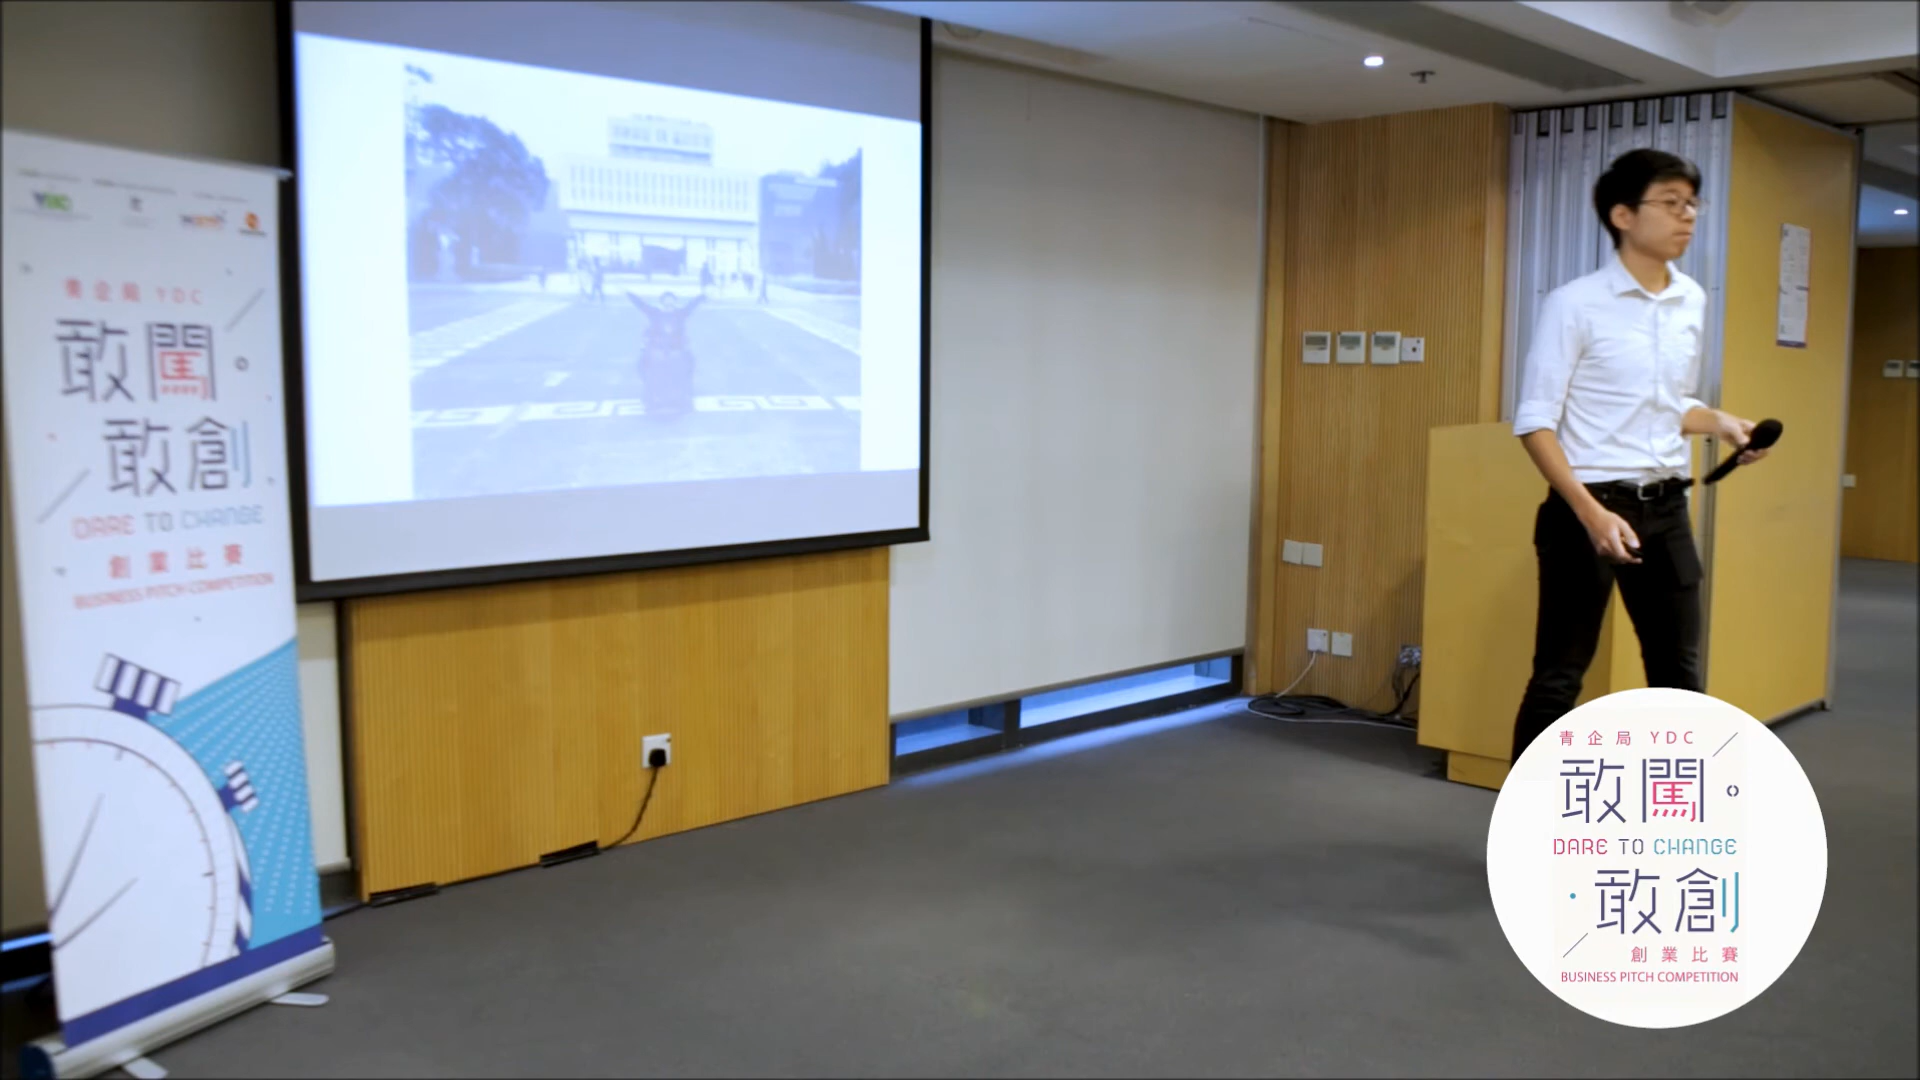 青企局 YDC
敢闖
敢創
DARE TO CHANGE
創業比賽
BUSINESS PITCH COMPETITION
青企局 YDC
敢闖
DARE TO CHANGE
敢創
創業比賽
BUSINESS PITCH COMPETITION